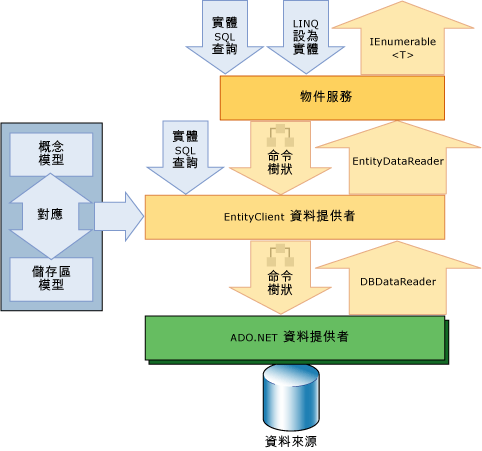 實體
SQL
查詢
LINQ
設為
實體
IEnumerable
<T>
物件服務
實體
SQL
查詢
命令
樹狀
EntityDataReader
概念
模型
對應
儲存區
模型
EntityClient 資料提供者
命令
樹狀
DBDataReader
ADO.NET 資料提供者
資料來源